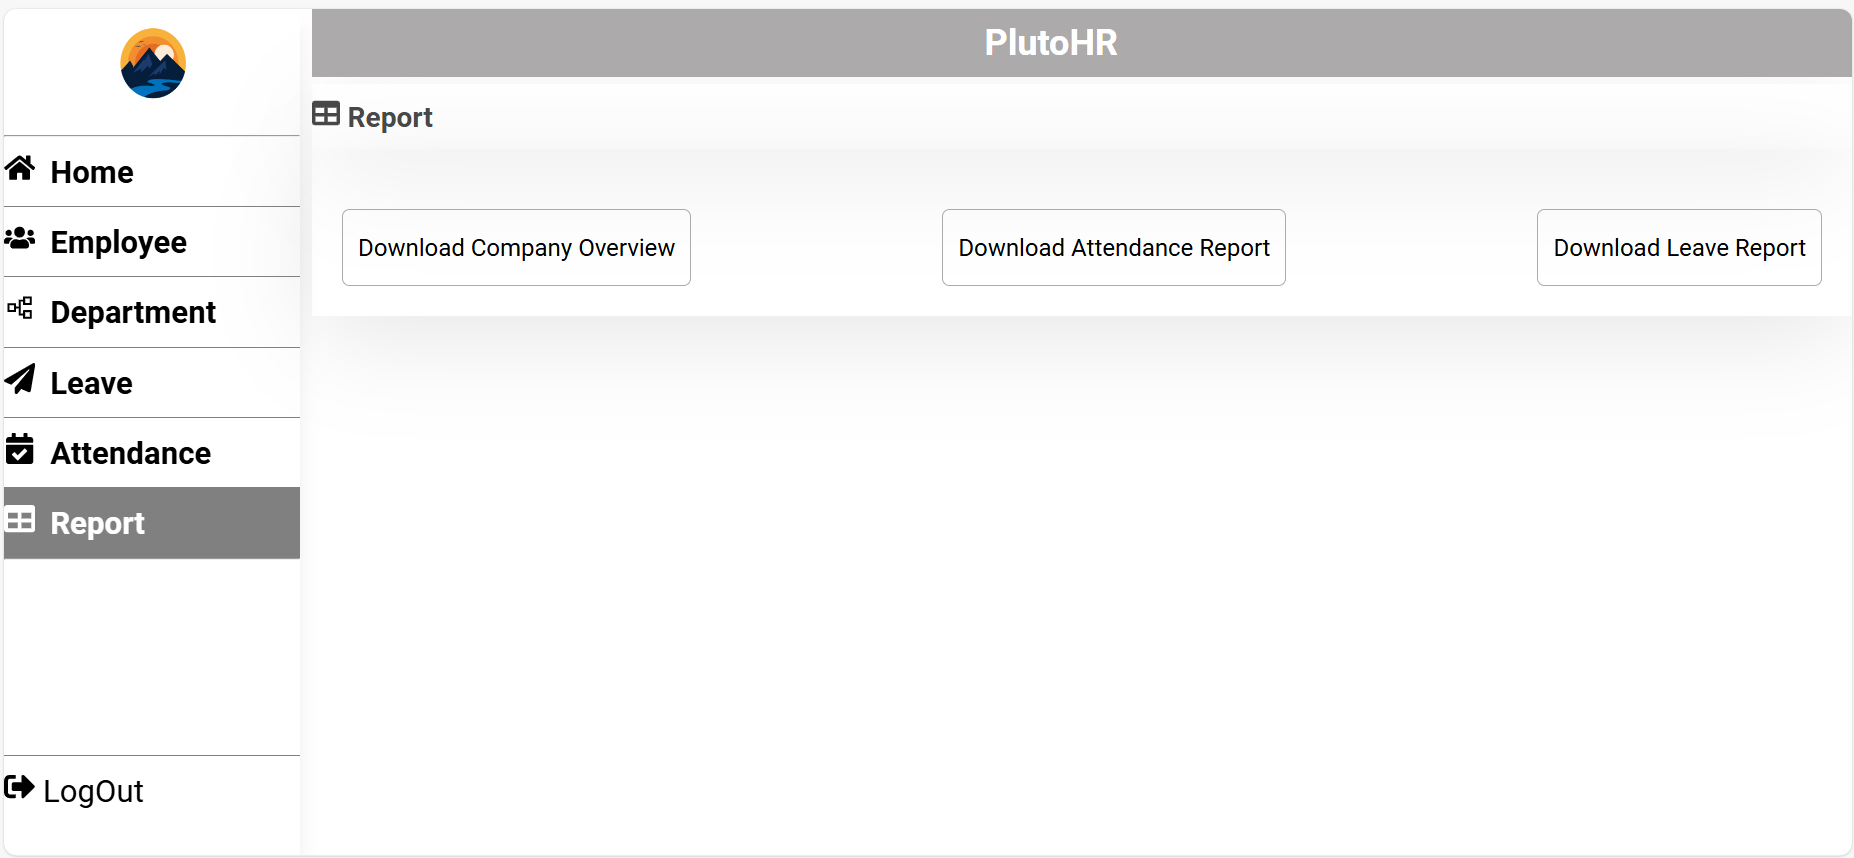 PlutoHR
Report
Home
Employee
Department
Leave
Attendance
Report
LogOut
Download Company Overview
Download Attendance Report
Download Leave Report